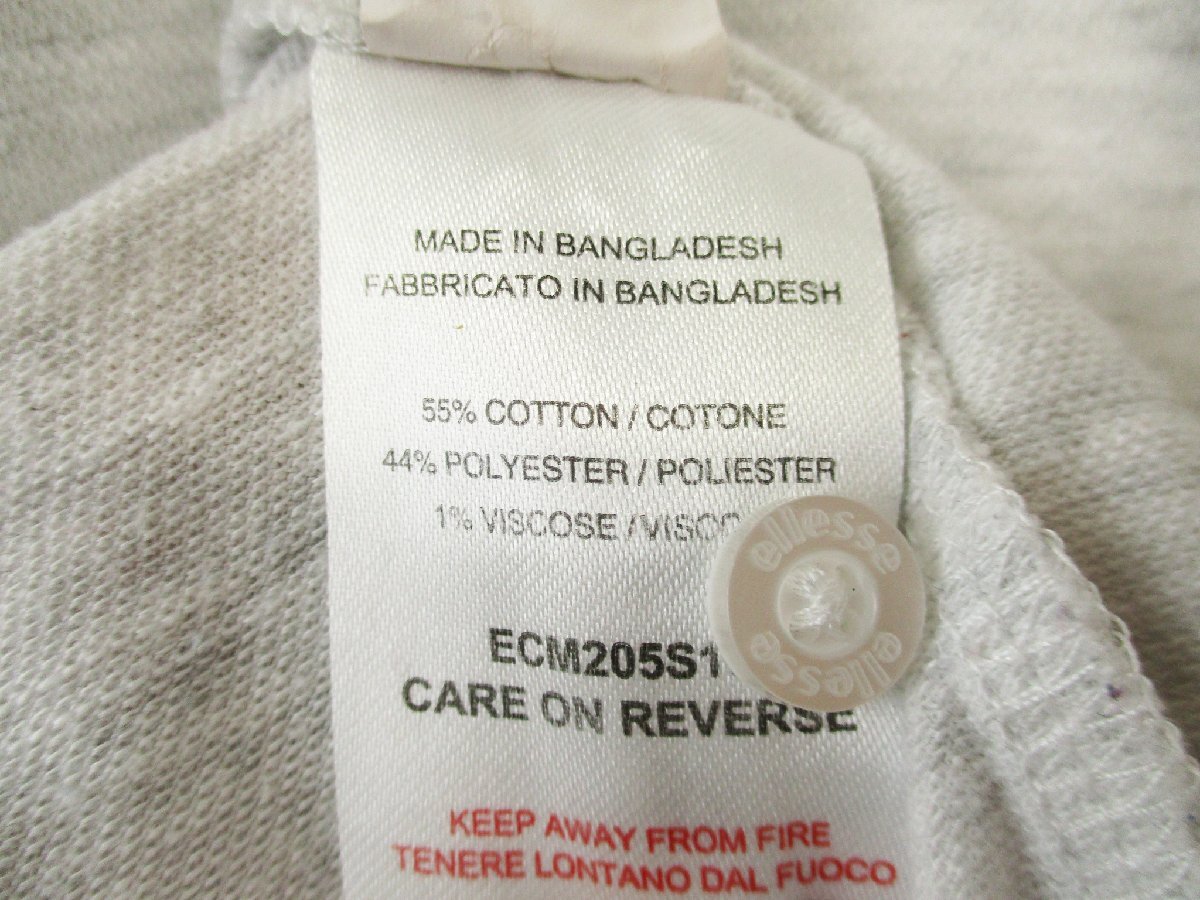 MADE IN BANGLADESH
FABBRICATO IN BANGLADESH
55% COTTON / COTONE
44% POLYESTER / POLIESTER
1% VISCOSE /
ellesse
ellesse
CARE ON REVERSE
KEEP AWAY FROM FIRE
TENERE LONTANO DAL FUOCO